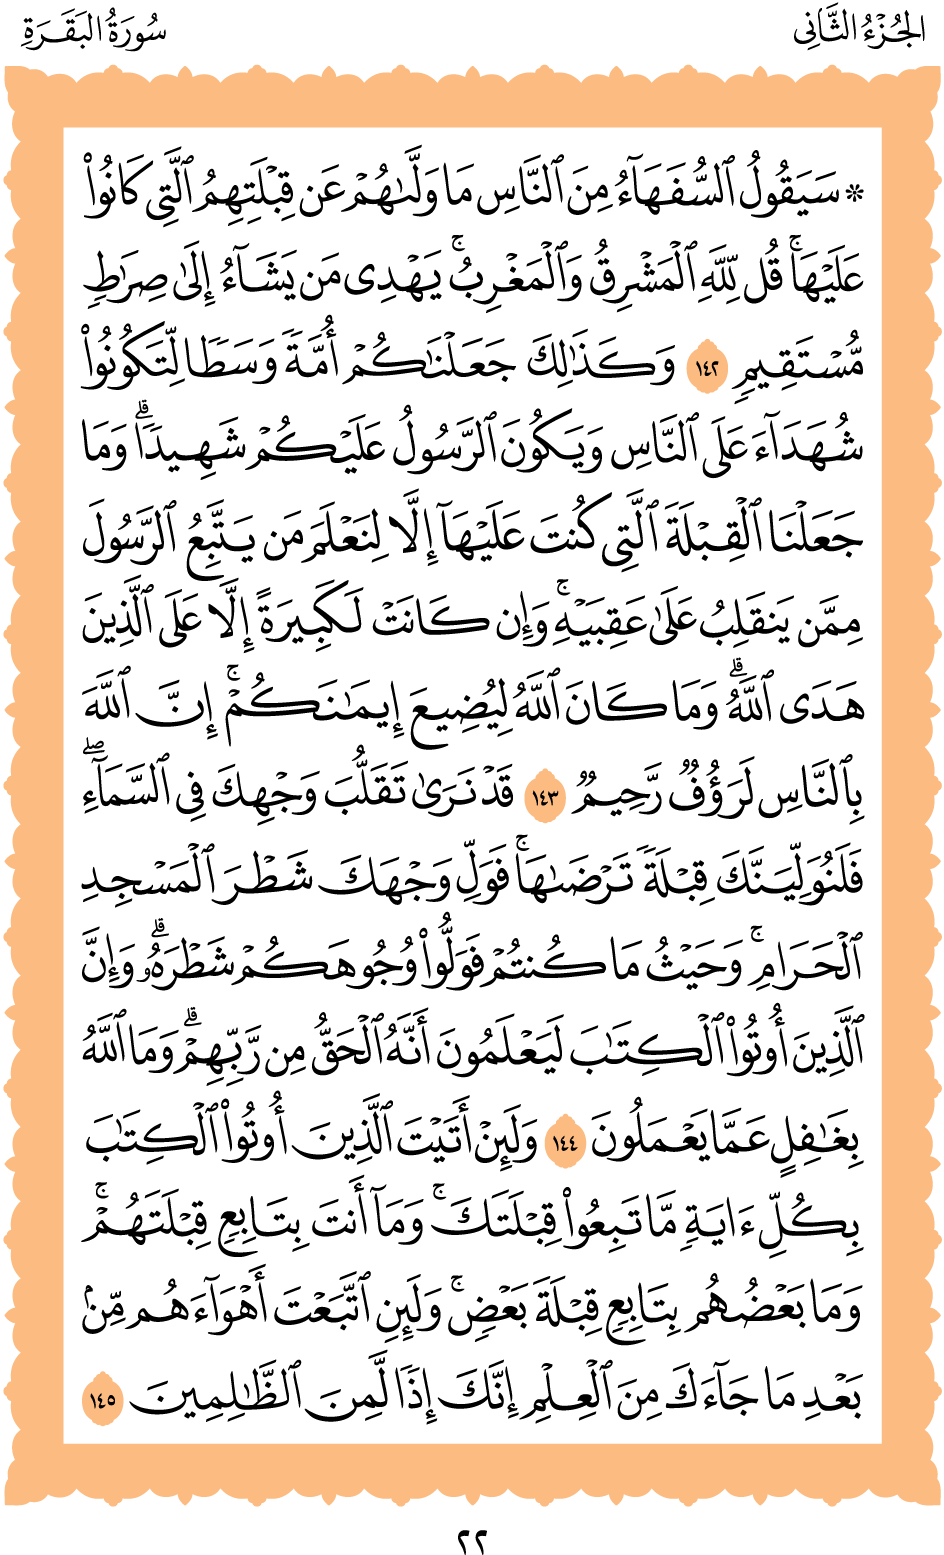 الجُزْءُ الثَّانِى
سُورَةُ البَقَرَةِ
* سَيَقُولُ ٱلسُّفَهَآءُ مِنَ ٱلنَّاسِ مَا وَلَّىٰهُمْ عَن قِبْلَتِهِمُ ٱلَّتِى كَانُوا۟
عَلَيْهَا ۚ قُل لِّلَّهِ ٱلْمَشْرِقُ وَٱلْمَغْرِبُ ۚ يَهْدِى مَن يَشَآءُ إِلَىٰ صِرَٰطٍ
مُّسْتَقِيمٍ ١٤٢ وَكَذَٰلِكَ جَعَلْنَٰكُمْ أُمَّةً وَسَطًا لِّتَكُونُوا۟
شُهَدَآءَ عَلَى ٱلنَّاسِ وَيَكُونَ ٱلرَّسُولُ عَلَيْكُمْ شَهِيدًا ۗ وَمَا
جَعَلْنَا ٱلْقِبْلَةَ ٱلَّتِى كُنتَ عَلَيْهَآ إِلَّا لِنَعْلَمَ مَن يَتَّبِعُ ٱلرَّسُولَ
مِمَّن يَنقَلِبُ عَلَىٰ عَقِبَيْهِ ۚ وَإِن كَانَتْ لَكَبِيرَةً إِلَّا عَلَى ٱلَّذِينَ
هَدَى ٱللَّهُ ۗ وَمَا كَانَ ٱللَّهُ لِيُضِيعَ إِيمَٰنَكُمْ ۚ إِنَّ ٱللَّهَ
بِٱلنَّاسِ لَرَءُوفٌ رَّحِيمٌ ١٤٣ قَدْ نَرَىٰ تَقَلُّبَ وَجْهِكَ فِى ٱلسَّمَآءِ ۖ
فَلَنُوَلِّيَنَّكَ قِبْلَةً تَرْضَىٰهَا ۚ فَوَلِّ وَجْهَكَ شَطْرَ ٱلْمَسْجِدِ
ٱلْحَرَامِ ۚ وَحَيْثُ مَا كُنتُمْ فَوَلُّوا۟ وُجُوهَكُمْ شَطْرَهُۥ ۗ وَإِنَّ
ٱلَّذِينَ أُوتُوا۟ ٱلْكِتَٰبَ لَيَعْلَمُونَ أَنَّهُ ٱلْحَقُّ مِن رَّبِّهِمْ ۗ وَمَا ٱللَّهُ
بِغَٰفِلٍ عَمَّا يَعْمَلُونَ ١٤٤ وَلَئِنْ أَتَيْتَ ٱلَّذِينَ أُوتُوا۟ ٱلْكِتَٰبَ
بِكُلِّ ءَايَةٍ مَّا تَبِعُوا۟ قِبْلَتَكَ ۚ وَمَآ أَنتَ بِتَابِعٍ قِبْلَتَهُمْ ۚ
وَمَا بَعْضُهُم بِتَابِعٍ قِبْلَةَ بَعْضٍ ۚ وَلَئِنِ ٱتَّبَعْتَ أَهْوَآءَهُم مِّنۢ
بَعْدِ مَا جَآءَكَ مِنَ ٱلْعِلْمِ إِنَّكَ إِذًا لَّمِنَ ٱلظَّٰلِمِينَ ١٤٥
٢٢